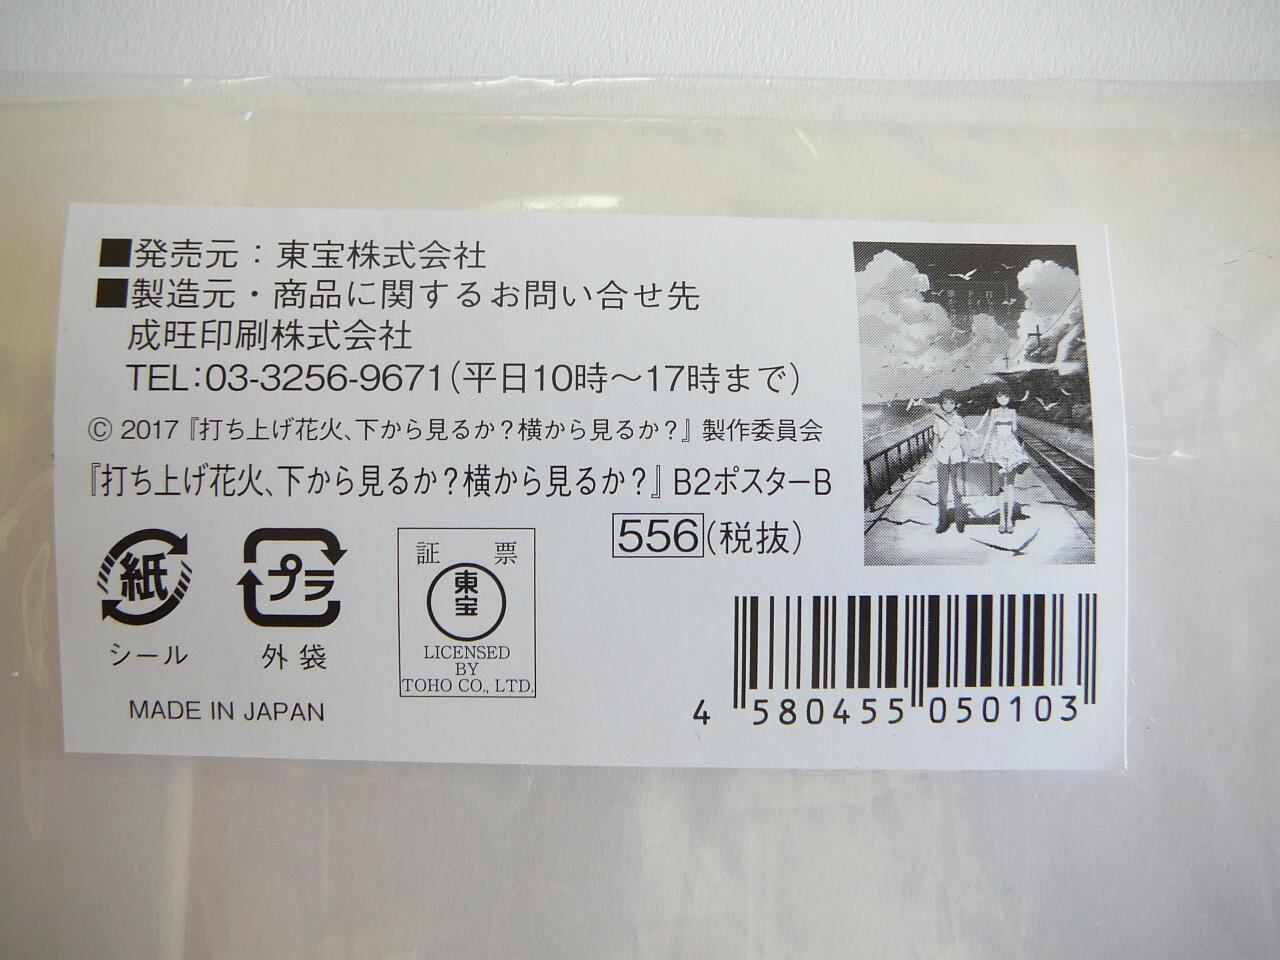 ■発売元：東宝株式会社
■製造元・商品に関するお問い合せ先
成旺印刷株式会社
TEL:03-3256-9671(平日10時～17時まで)
© 2017『打ち上げ花火、下から見るか？横から見るか？』製作委員会
『打ち上げ花火、下から見るか？横から見るか？』B2ポスターB
556(税抜)
紙
シール
プラ
外袋
証票
東宝
LICENSED
BY
TOHO CO., LTD.
MADE IN JAPAN
4 580455 050103